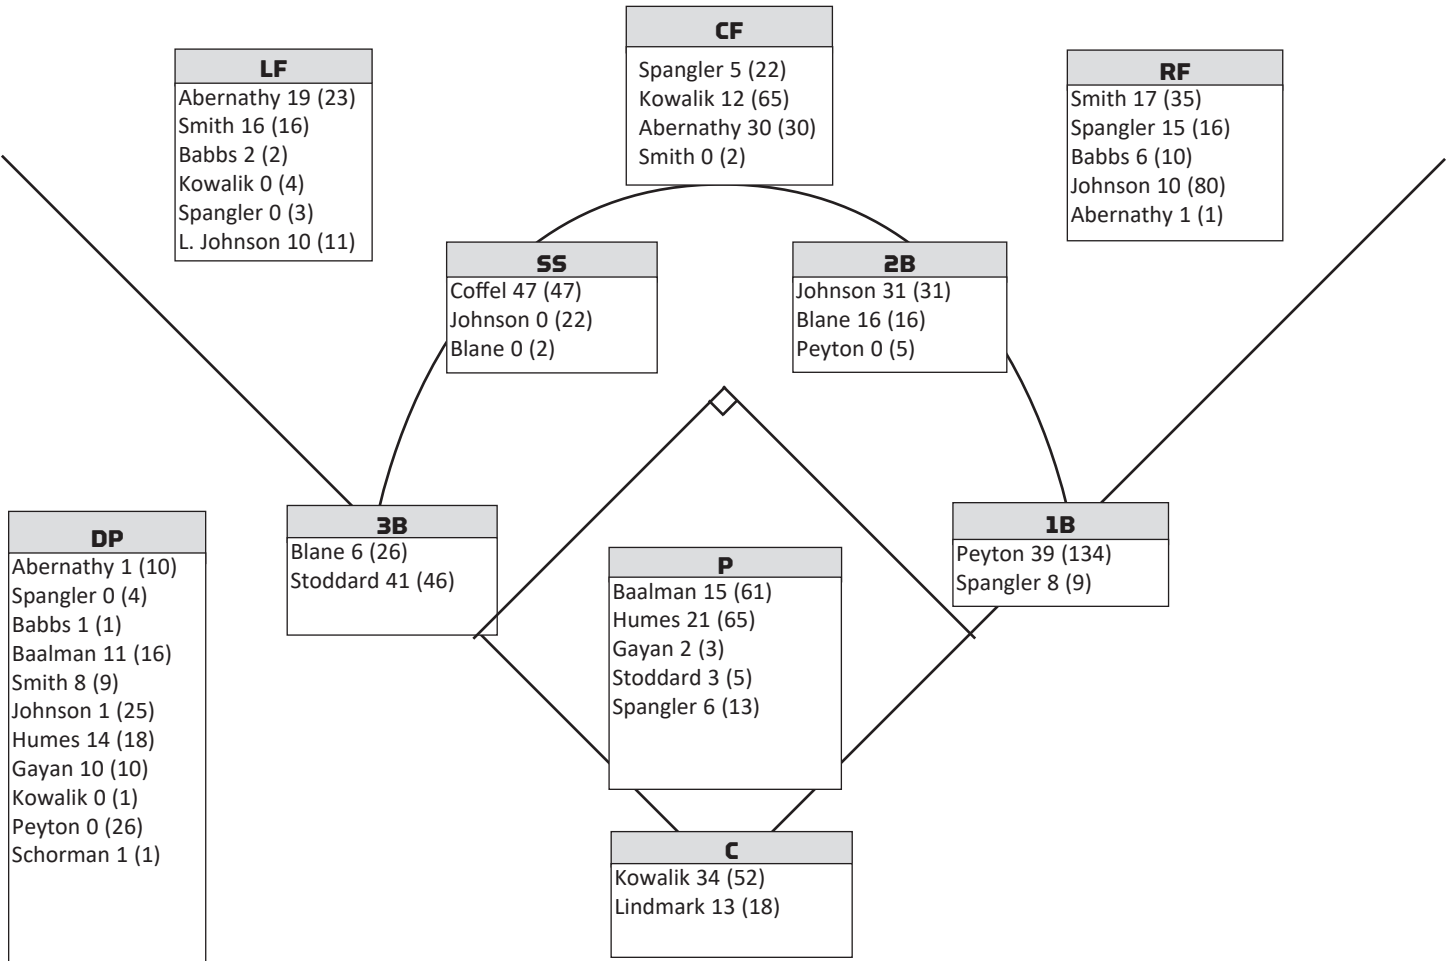 CF
Spangler 5 (22)
Kowalik 12 (65)
Abernathy 30 (30)
Smith 0 (2)
LF
Abernathy 19 (23)
Smith 16 (16)
Babbs 2 (2)
Kowalik 0 (4)
Spangler 0 (3)
L. Johnson 10 (11)
RF
Smith 17 (35)
Spangler 15 (16)
Babbs 6 (10)
Johnson 10 (80)
Abernathy 1 (1)
SS
Coffel 47 (47)
Johnson 0 (22)
Blane 0 (2)
2B
Johnson 31 (31)
Blane 16 (16)
Peyton 0 (5)
3B
Blane 6 (26)
Stoddard 41 (46)
1B
Peyton 39 (134)
Spangler 8 (9)
DP
Abernathy 1 (10)
Spangler 0 (4)
Babbs 1 (1)
Baalman 11 (16)
Smith 8 (9)
Johnson 1 (25)
Humes 14 (18)
Gayan 10 (10)
Kowalik 0 (1)
Peyton 0 (26)
Schorman 1 (1)
P
Baalman 15 (61)
Humes 21 (65)
Gayan 2 (3)
Stoddard 3 (5)
Spangler 6 (13)
C
Kowalik 34 (52)
Lindmark 13 (18)